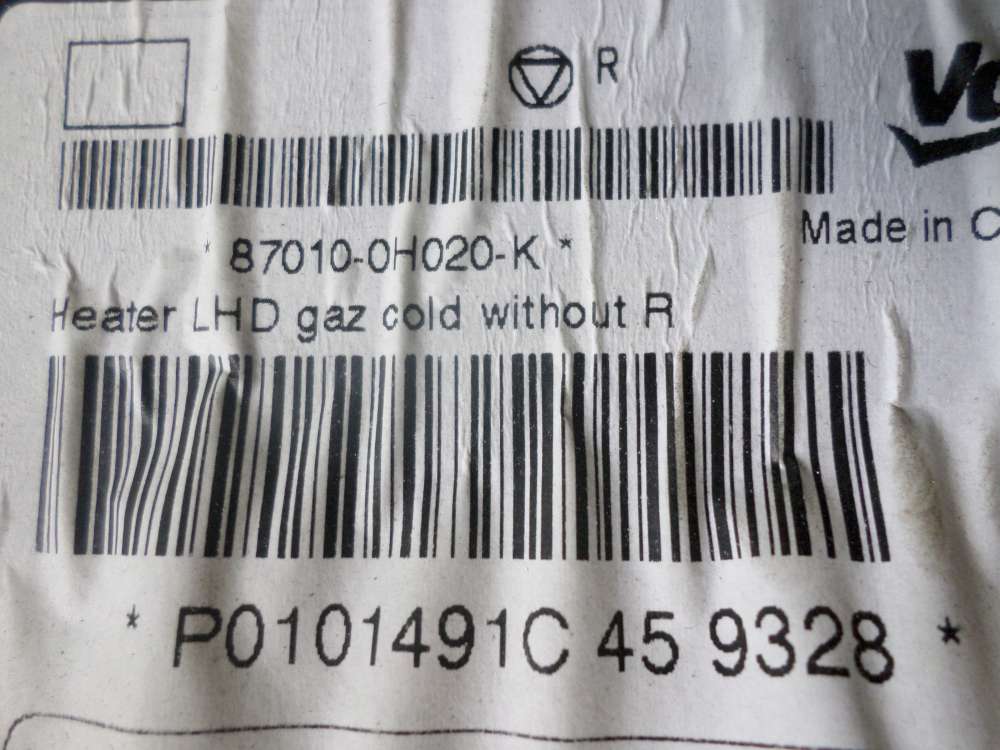 R
* 87010-0H020-K *
Made in C
Heater LHD gaz cold without R
* P0101491C 45 9328 *